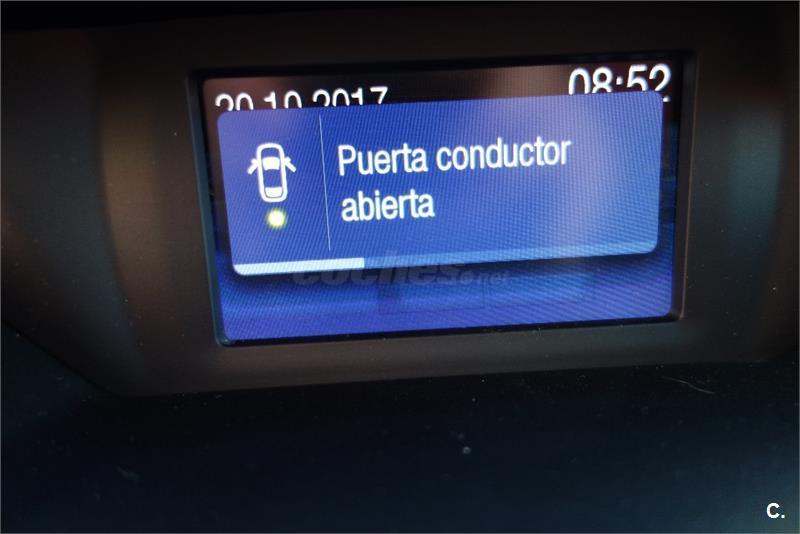 20.10.2017 08:52
Puerta conductor
abierta
coches.net
c.